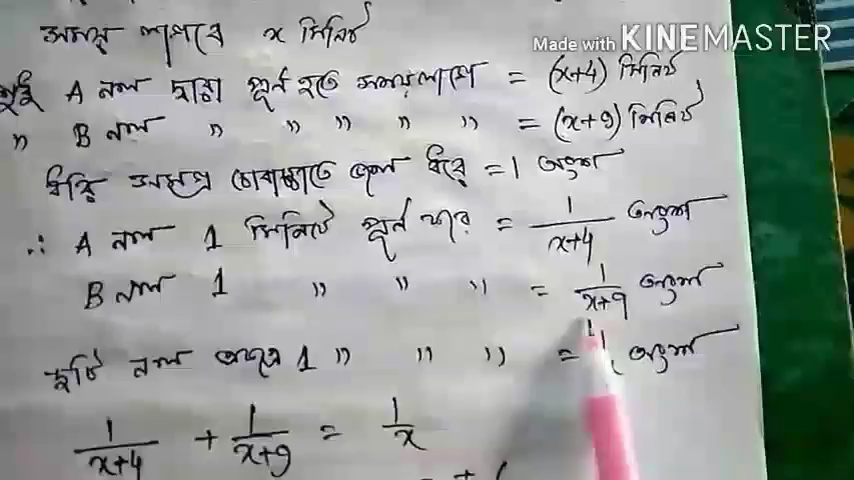 সময় লাগবে x মিনিট
Made with KINEMASTER
শুধু A নল দ্বারা পূর্ন হতে সময় লাগে = (x+4) মিনিট
" B নল " " " " " = (x+9) মিনিট
ধরি সমগ্র চোবাচ্চাতে জল ধরে = 1 অংশ
∴ A নল 1 মিনিটে পূর্ন করে = 1/(x+4) অংশ
B নল 1 " " " = 1/(x+9) অংশ
দুটি নল একত্রে 1 " " " = 1 অংশ
1/(x+4) + 1/(x+9) = 1/x